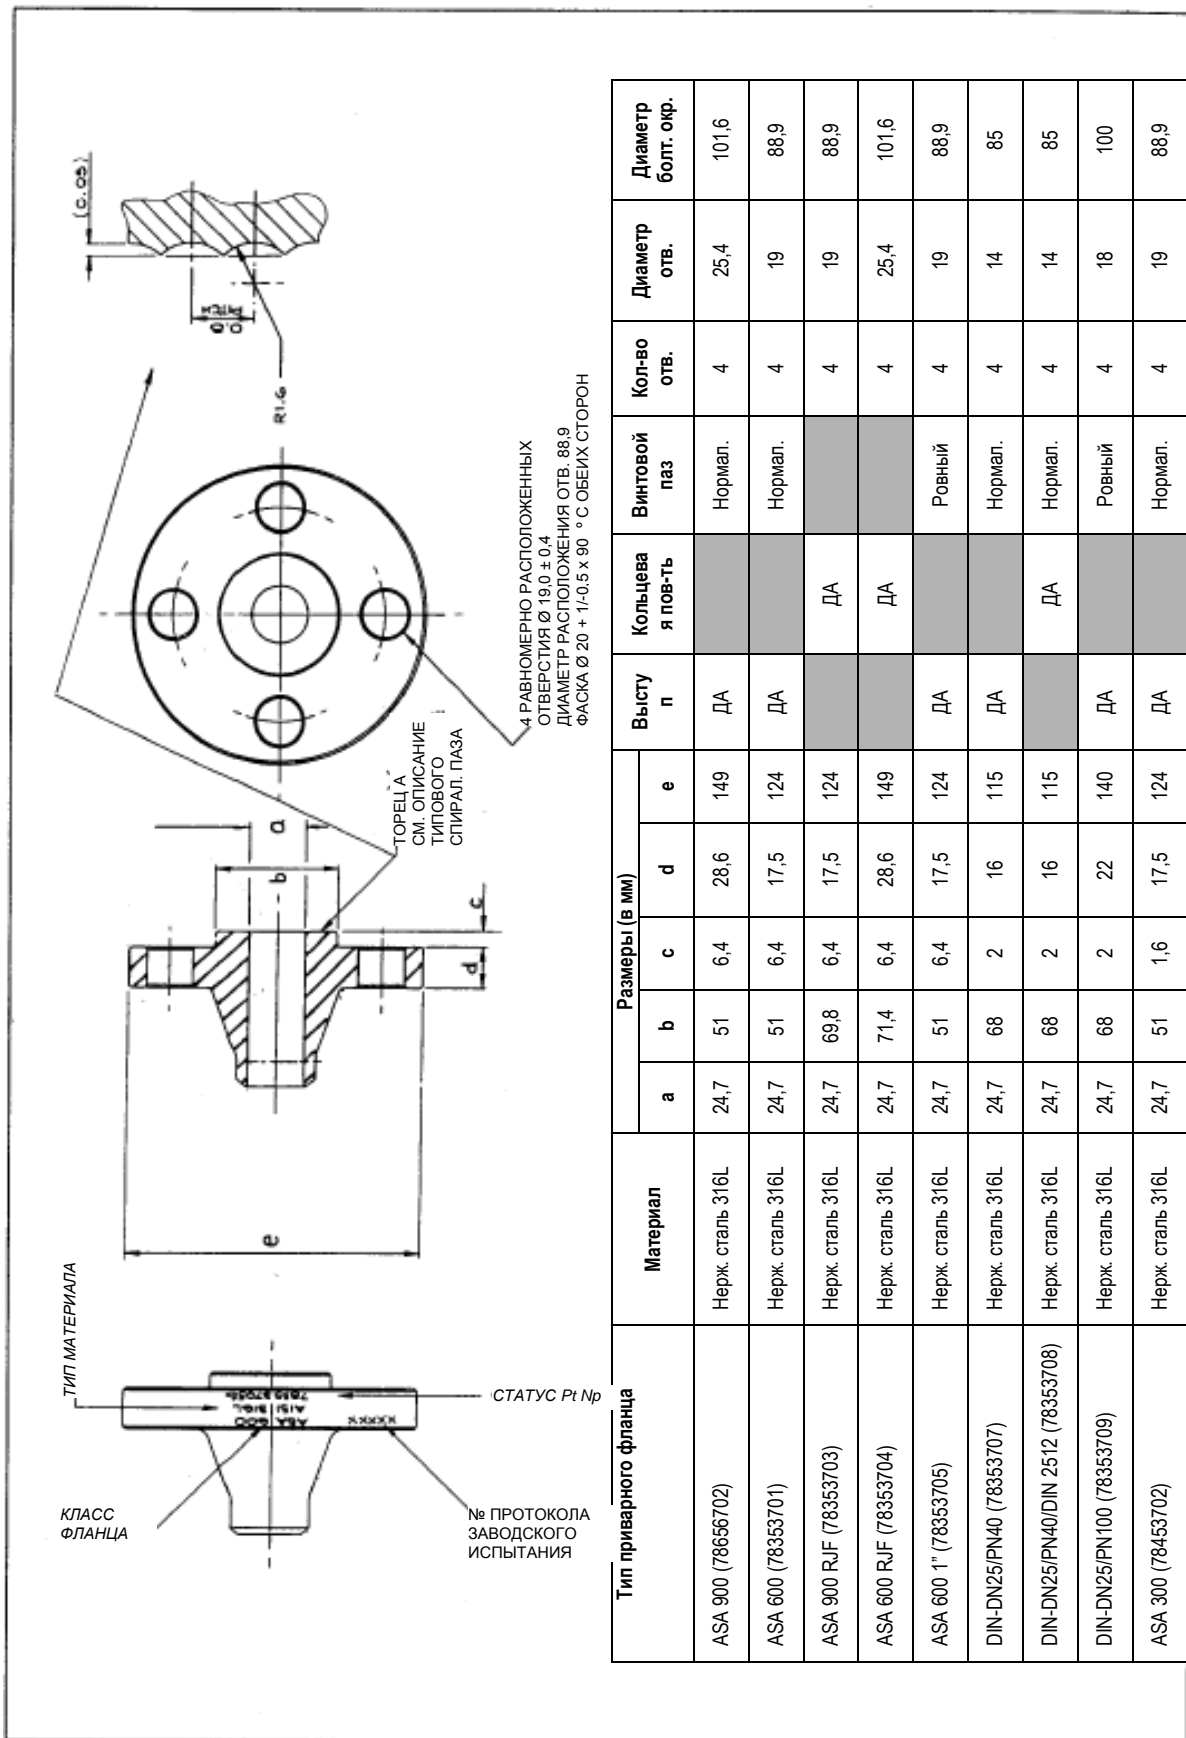 КЛАСС
ФЛАНЦА
ТИП МАТЕРИАЛА
ASA 600
AISI 316L
XXXXX
СТАТУС Pt Np
№ ПРОТОКОЛА
ЗАВОДСКОГО
ИСПЫТАНИЯ
e
d
c
b
a
ТОРЕЦ А
СМ. ОПИСАНИЕ
ТИПОВОГО
СПИРАЛ. ПАЗА
4 РАВНОМЕРНО РАСПОЛОЖЕННЫХ
ОТВЕРСТИЯ Ø 19,0 ± 0,4
ДИАМЕТР РАСПОЛОЖЕНИЯ ОТВ. 88,9
ФАСКА Ø 20 + 1/-0.5 x 90 ° С ОБЕИХ СТОРОН
R1.6
0.8
PITCH
(0.05)
Тип приварного фланца Материал Размеры (в мм) Высту
п Кольцева
я пов-ть Винтовой
паз Кол-во
отв. Диаметр
отв. Диаметр
болт. окр.
a b c d e
ASA 900 (78656702) Нерж. сталь 316L 24,7 51 6,4 28,6 149 ДА Нормал. 4 25,4 101,6
ASA 600 (78353701) Нерж. сталь 316L 24,7 51 6,4 17,5 124 ДА Нормал. 4 19 88,9
ASA 900 RJF (78353703) Нерж. сталь 316L 24,7 69,8 6,4 17,5 124 ДА 4 19 88,9
ASA 600 RJF (78353704) Нерж. сталь 316L 24,7 71,4 6,4 28,6 149 ДА 4 25,4 101,6
ASA 600 1” (78353705) Нерж. сталь 316L 24,7 51 6,4 17,5 124 ДА Ровный 4 19 88,9
DIN-DN25/PN40 (78353707) Нерж. сталь 316L 24,7 68 2 16 115 ДА Нормал. 4 14 85
DIN-DN25/PN40/DIN 2512 (78353708) Нерж. сталь 316L 24,7 68 2 16 115 ДА Нормал. 4 14 85
DIN-DN25/PN100 (78353709) Нерж. сталь 316L 24,7 68 2 22 140 ДА Ровный 4 18 100
ASA 300 (78453702) Нерж. сталь 316L 24,7 51 1,6 17,5 124 ДА Нормал. 4 19 88,9